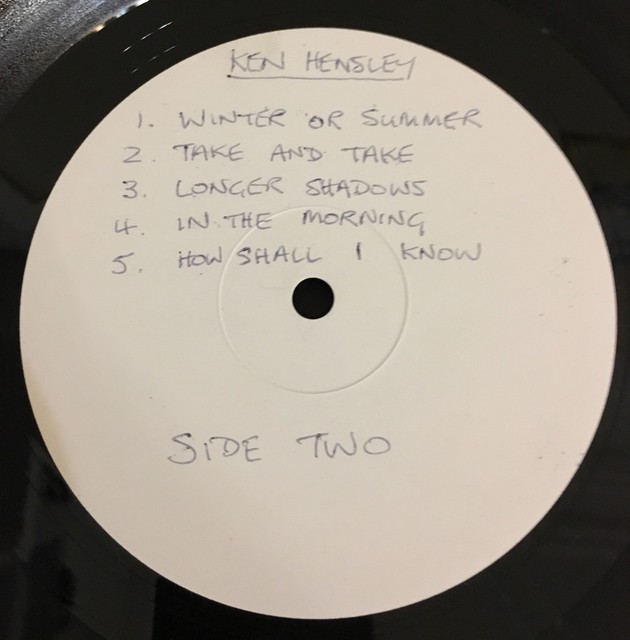 KEN HENSLEY
1. WINTER OR SUMMER
2. TAKE AND TAKE
3. LONGER SHADOWS
4. IN THE MORNING
5. HOW SHALL I KNOW
SIDE TWO